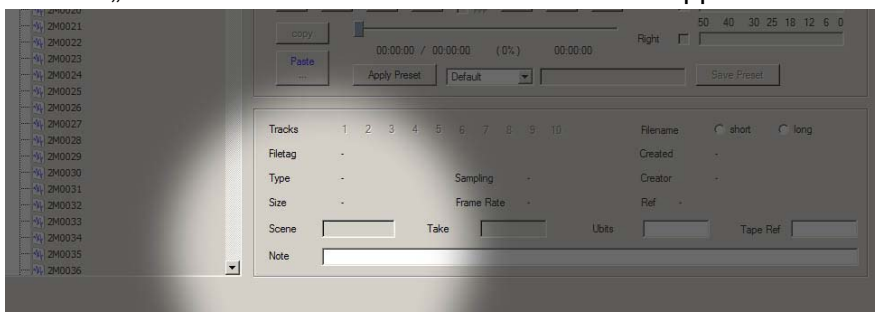 2M0021
2M0022
2M0023
2M0024
2M0025
2M0026
2M0027
2M0028
2M0029
2M0030
2M0031
2M0032
2M0033
2M0034
2M0035
2M0036
copy
50 40 30 25 18 12 6 0
Right
00:00:00 / 00:00:00 (0%) 00:00:00
Paste
...
Apply Preset Default Save Preset
Tracks 1 2 3 4 5 6 7 8 9 10 Filename short long
Filetag - Created -
Type - Sampling - Creator -
Size - Frame Rate - Ref -
Scene Take Ubits Tape Ref
Note